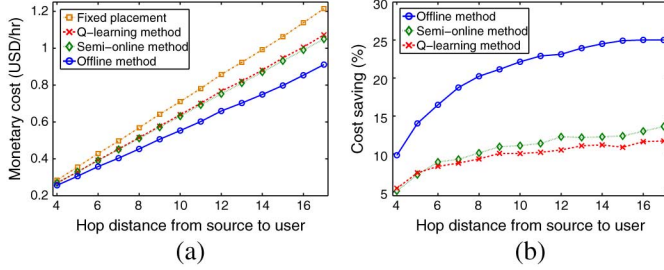 Fixed placement
Q-learning method
Semi-online method
Offline method
Monetary cost (USD/hr)
1.2
1
0.8
0.6
0.4
0.2
4 6 8 10 12 14 16
Hop distance from source to user
(a)
Offline method
Semi-online method
Q-learning method
Cost saving (%)
30
25
20
15
10
5
4 6 8 10 12 14 16
Hop distance from source to user
(b)